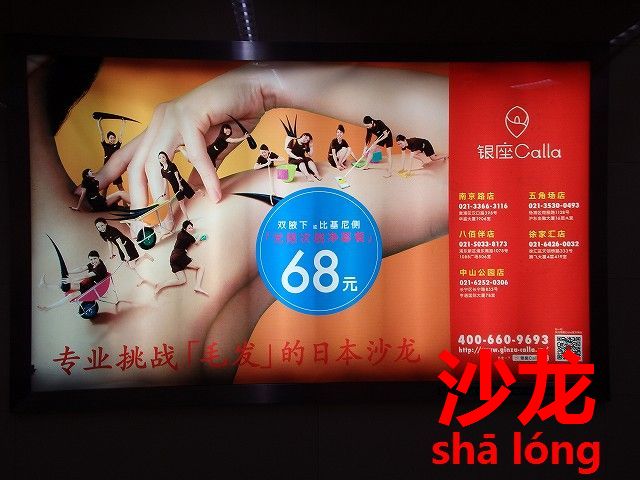 银座Calla
南京路店
021-3366-3116
五角场店
021-3530-0493
八佰伴店
021-5033-8173
徐家汇店
021-6426-0032
中山公园店
021-6252-0306
双腋下 或 比基尼侧
68元
专业挑战「毛发」的日本沙龙
400-660-9693
沙龙
shā lóng